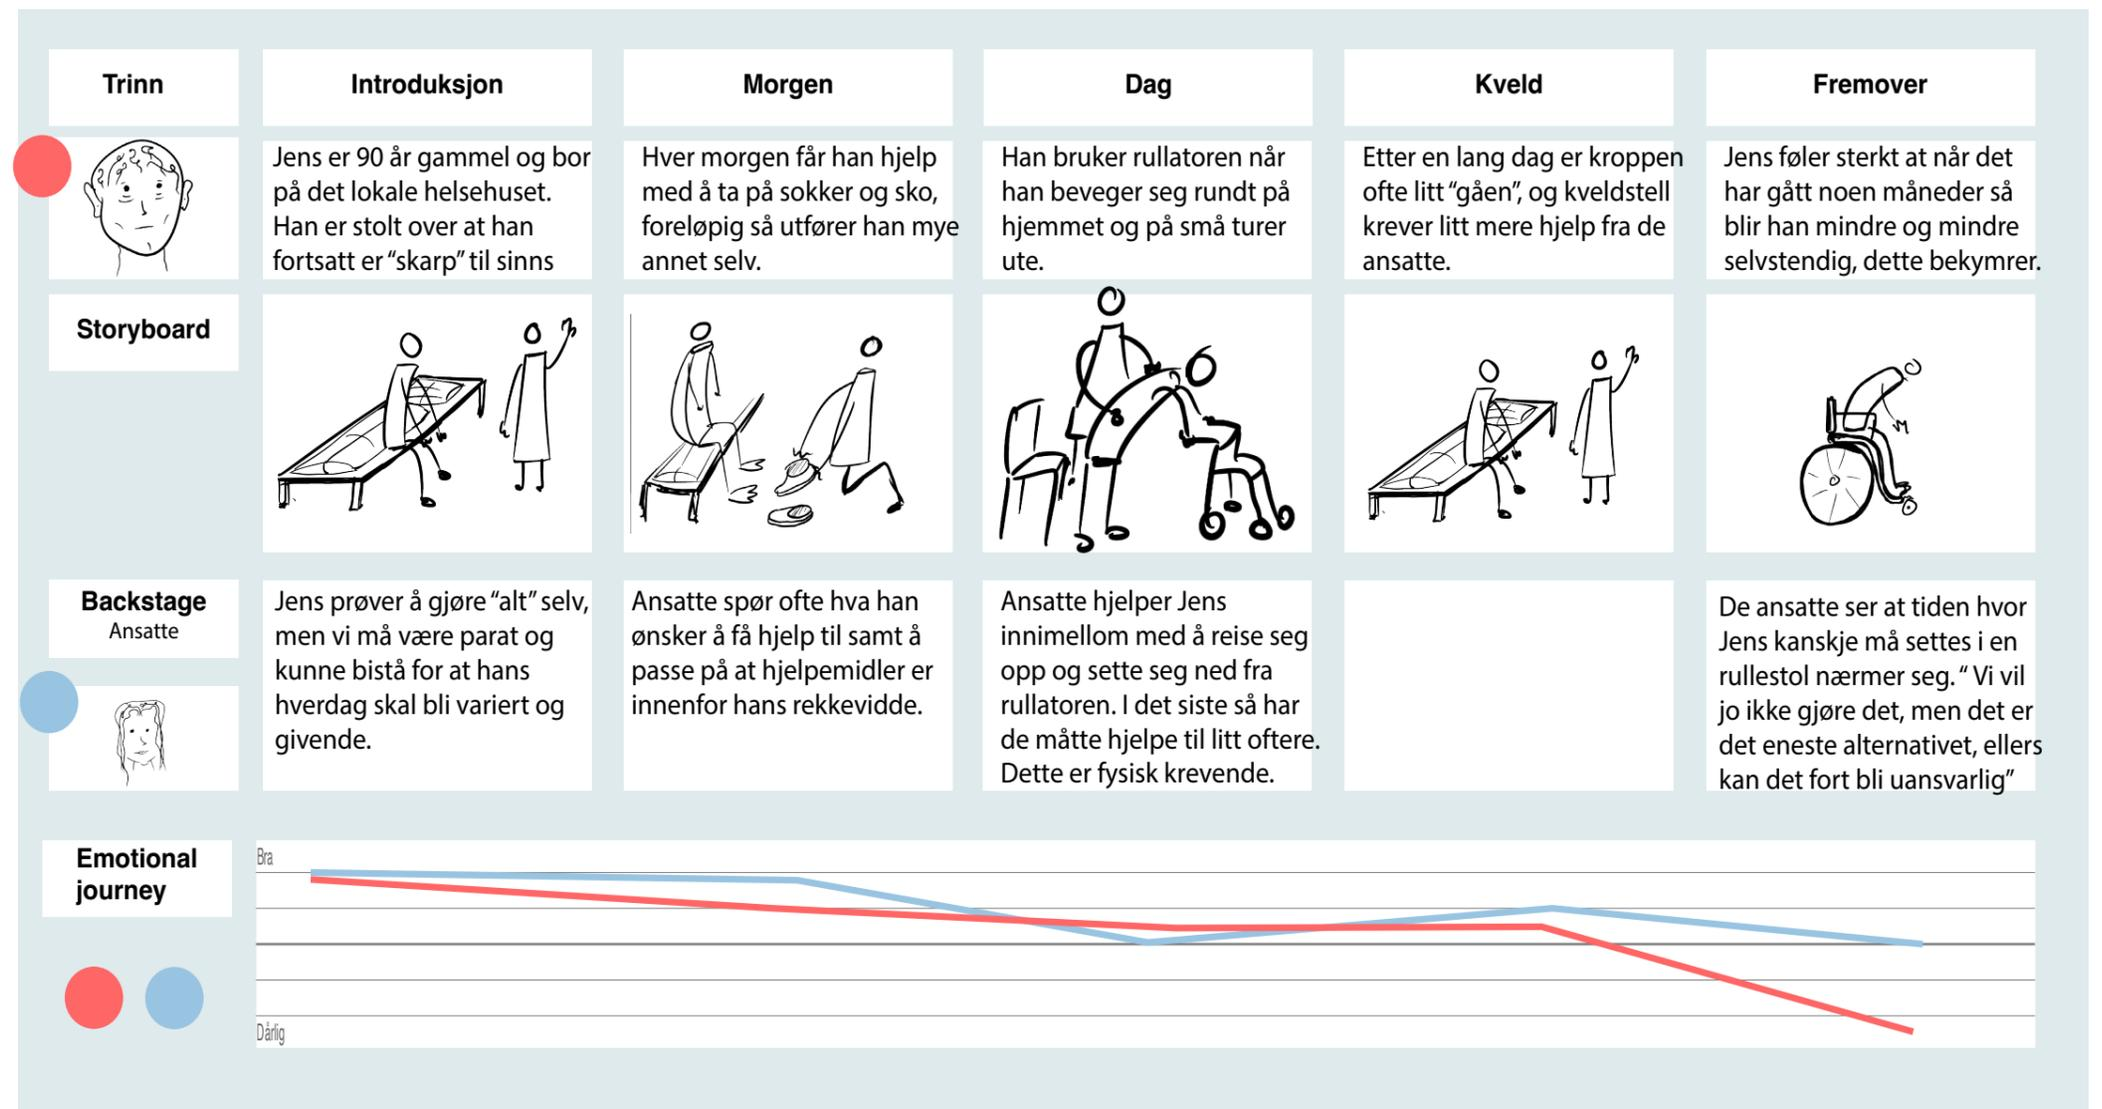 Trinn
Introduksjon
Morgen
Dag
Kveld
Fremover
Jens er 90 år gammel og bor
på det lokale helsehuset.
Han er stolt over at han
fortsatt er “skarp” til sinns
Hver morgen får han hjelp
med å ta på sokker og sko,
foreløpig så utfører han mye
annet selv.
Han bruker rullatoren når
han beveger seg rundt på
hjemmet og på små turer
ute.
Etter en lang dag er kroppen
ofte litt “gåen”, og kveldstell
krever litt mere hjelp fra de
ansatte.
Jens føler sterkt at når det
har gått noen måneder så
blir han mindre og mindre
selvstendig, dette bekymrer.
Storyboard
Backstage
Ansatte
Jens prøver å gjøre “alt” selv,
men vi må være parat og
kunne bistå for at hans
hverdag skal bli variert og
givende.
Ansatte spør ofte hva han
ønsker å få hjelp til samt å
passe på at hjelpemidler er
innenfor hans rekkevidde.
Ansatte hjelper Jens
innimellom med å reise seg
opp og sette seg ned fra
rullatoren. I det siste så har
de måtte hjelpe til litt oftere.
Dette er fysisk krevende.
De ansatte ser at tiden hvor
Jens kanskje må settes i en
rullestol nærmer seg. “ Vi vil
jo ikke gjøre det, men det er
det eneste alternativet, ellers
kan det fort bli uansvarlig”
Emotional
journey
Bra
Dårlig